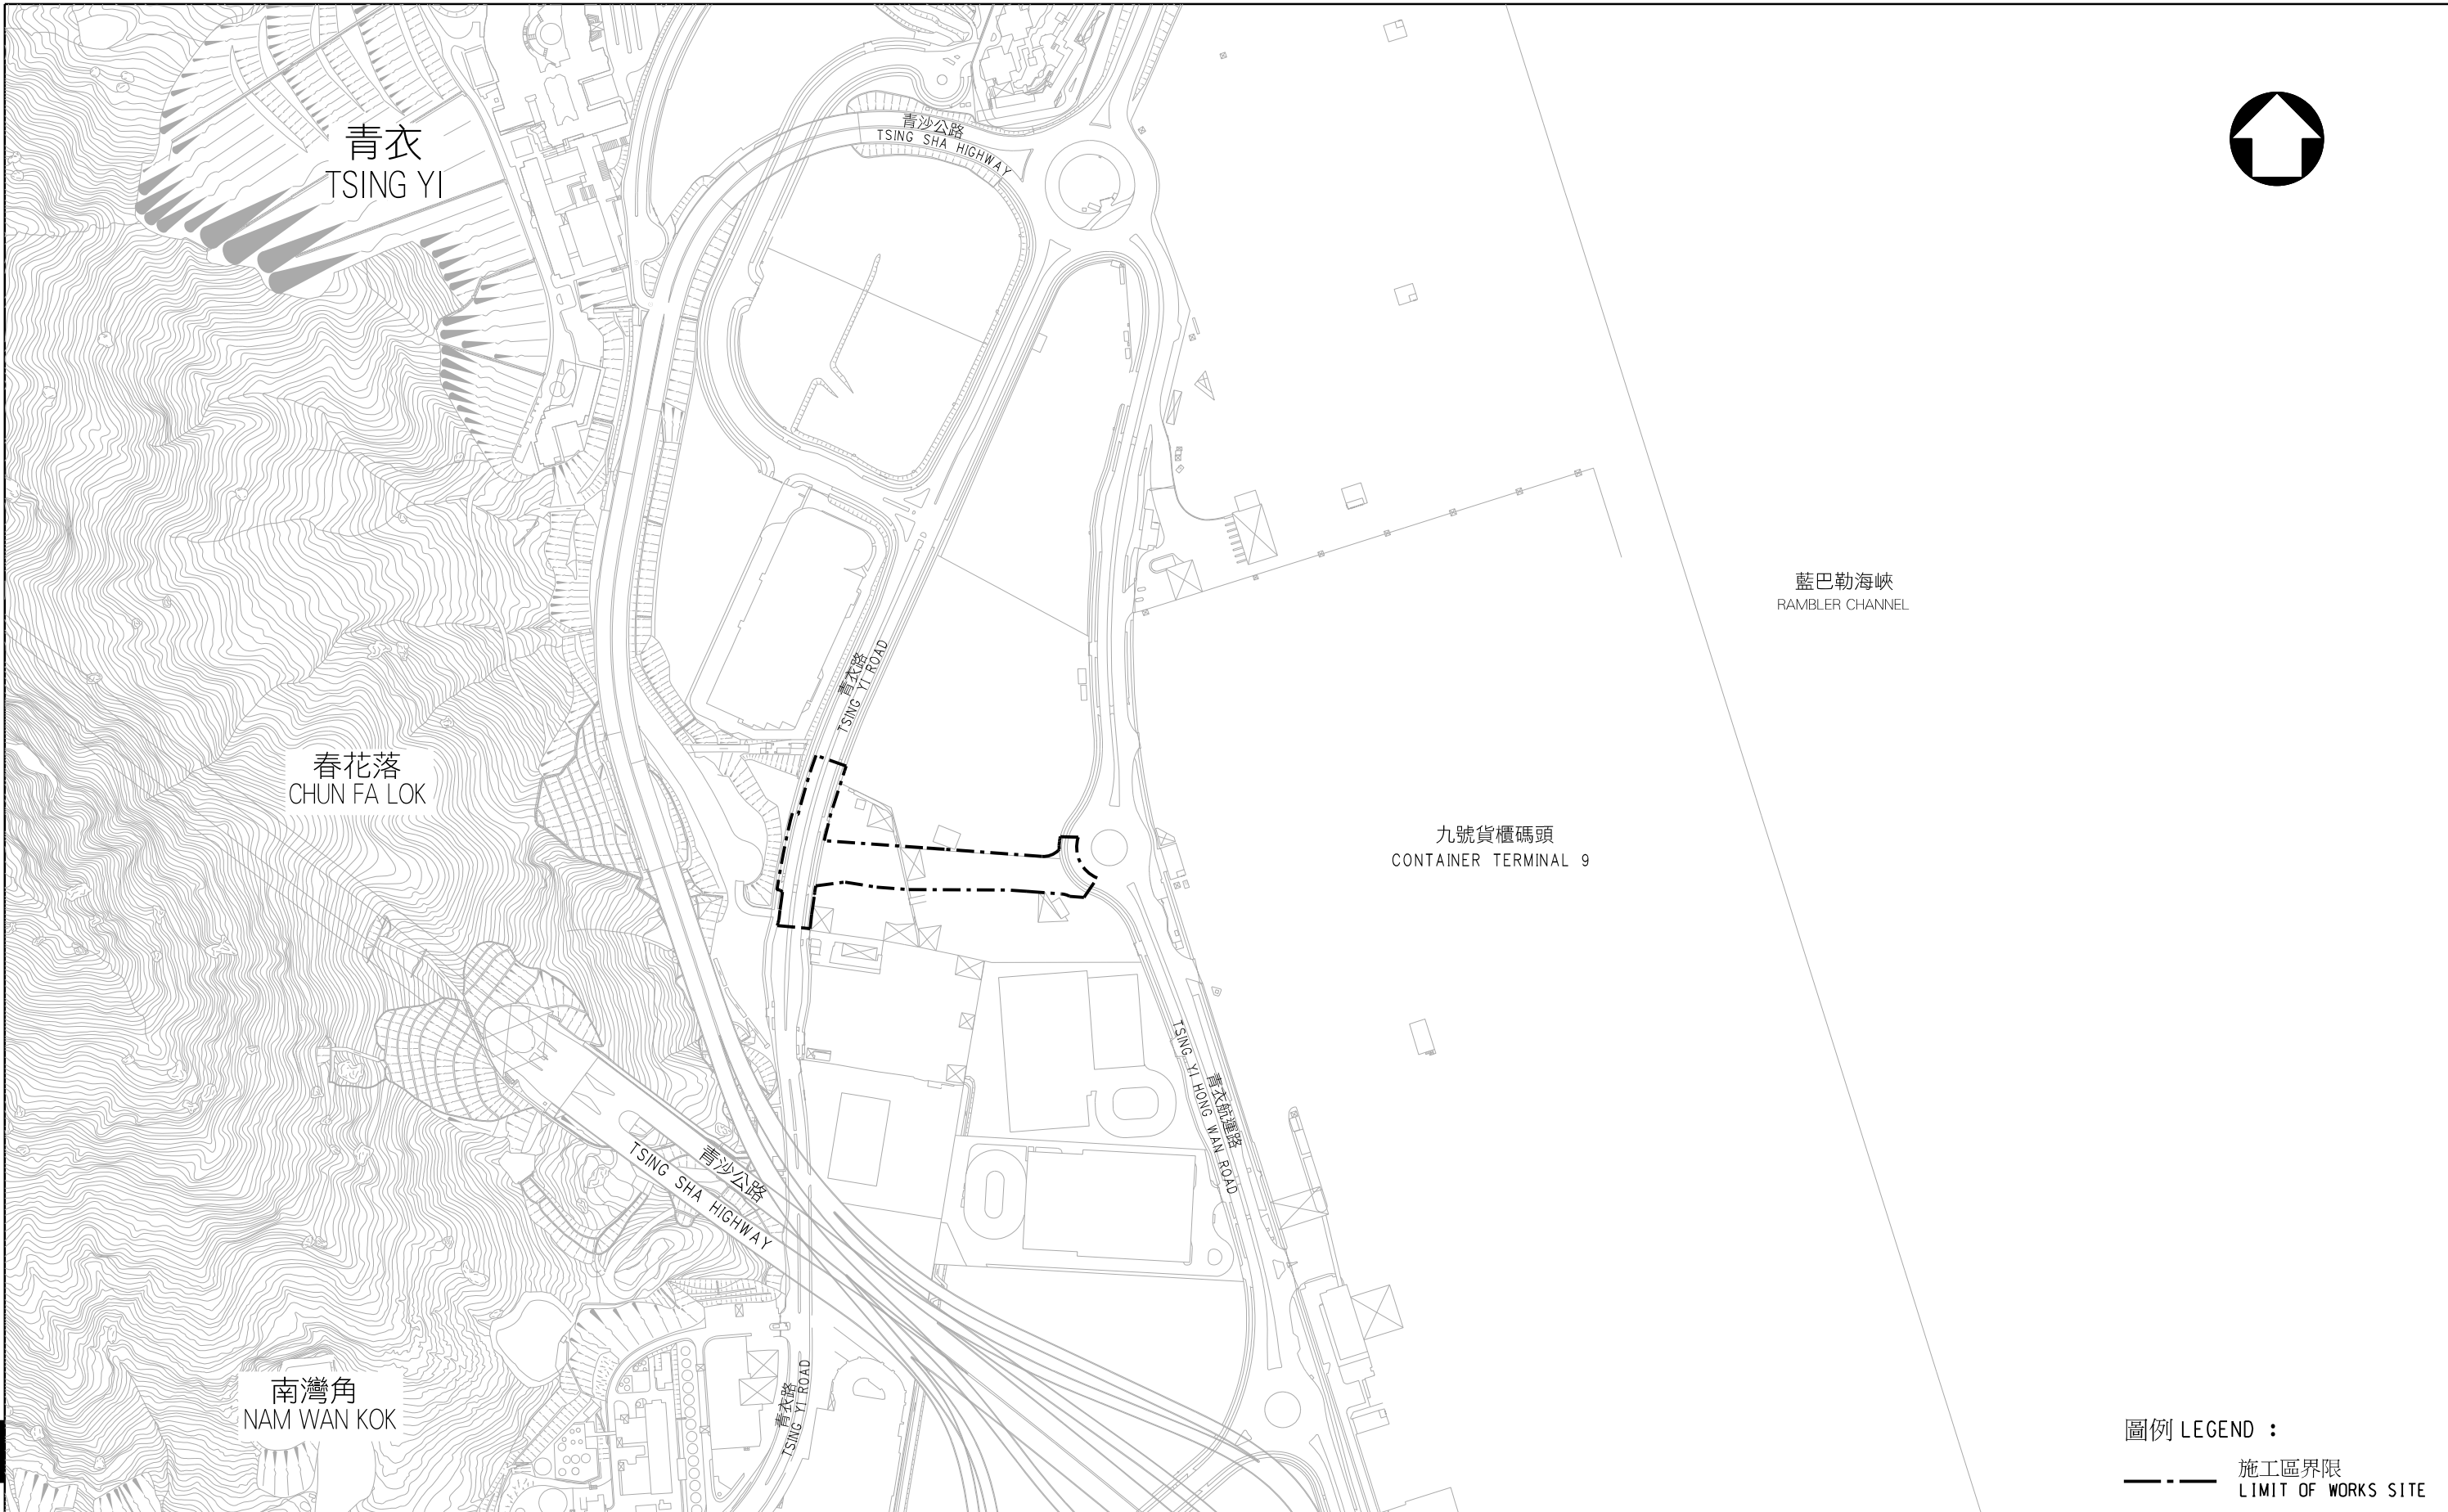 青沙公路
TSING SHA HIGHWAY
青衣
TSING YI
藍巴勒海峽
RAMBLER CHANNEL
青衣路
TSING YI ROAD
春花落
CHUN FA LOK
九號貨櫃碼頭
CONTAINER TERMINAL 9
青衣航運路
TSING YI HONG WAN ROAD
青沙公路
TSING SHA HIGHWAY
南灣角
NAM WAN KOK
青衣路
TSING YI ROAD
圖例 LEGEND :
施工區界限
LIMIT OF WORKS SITE